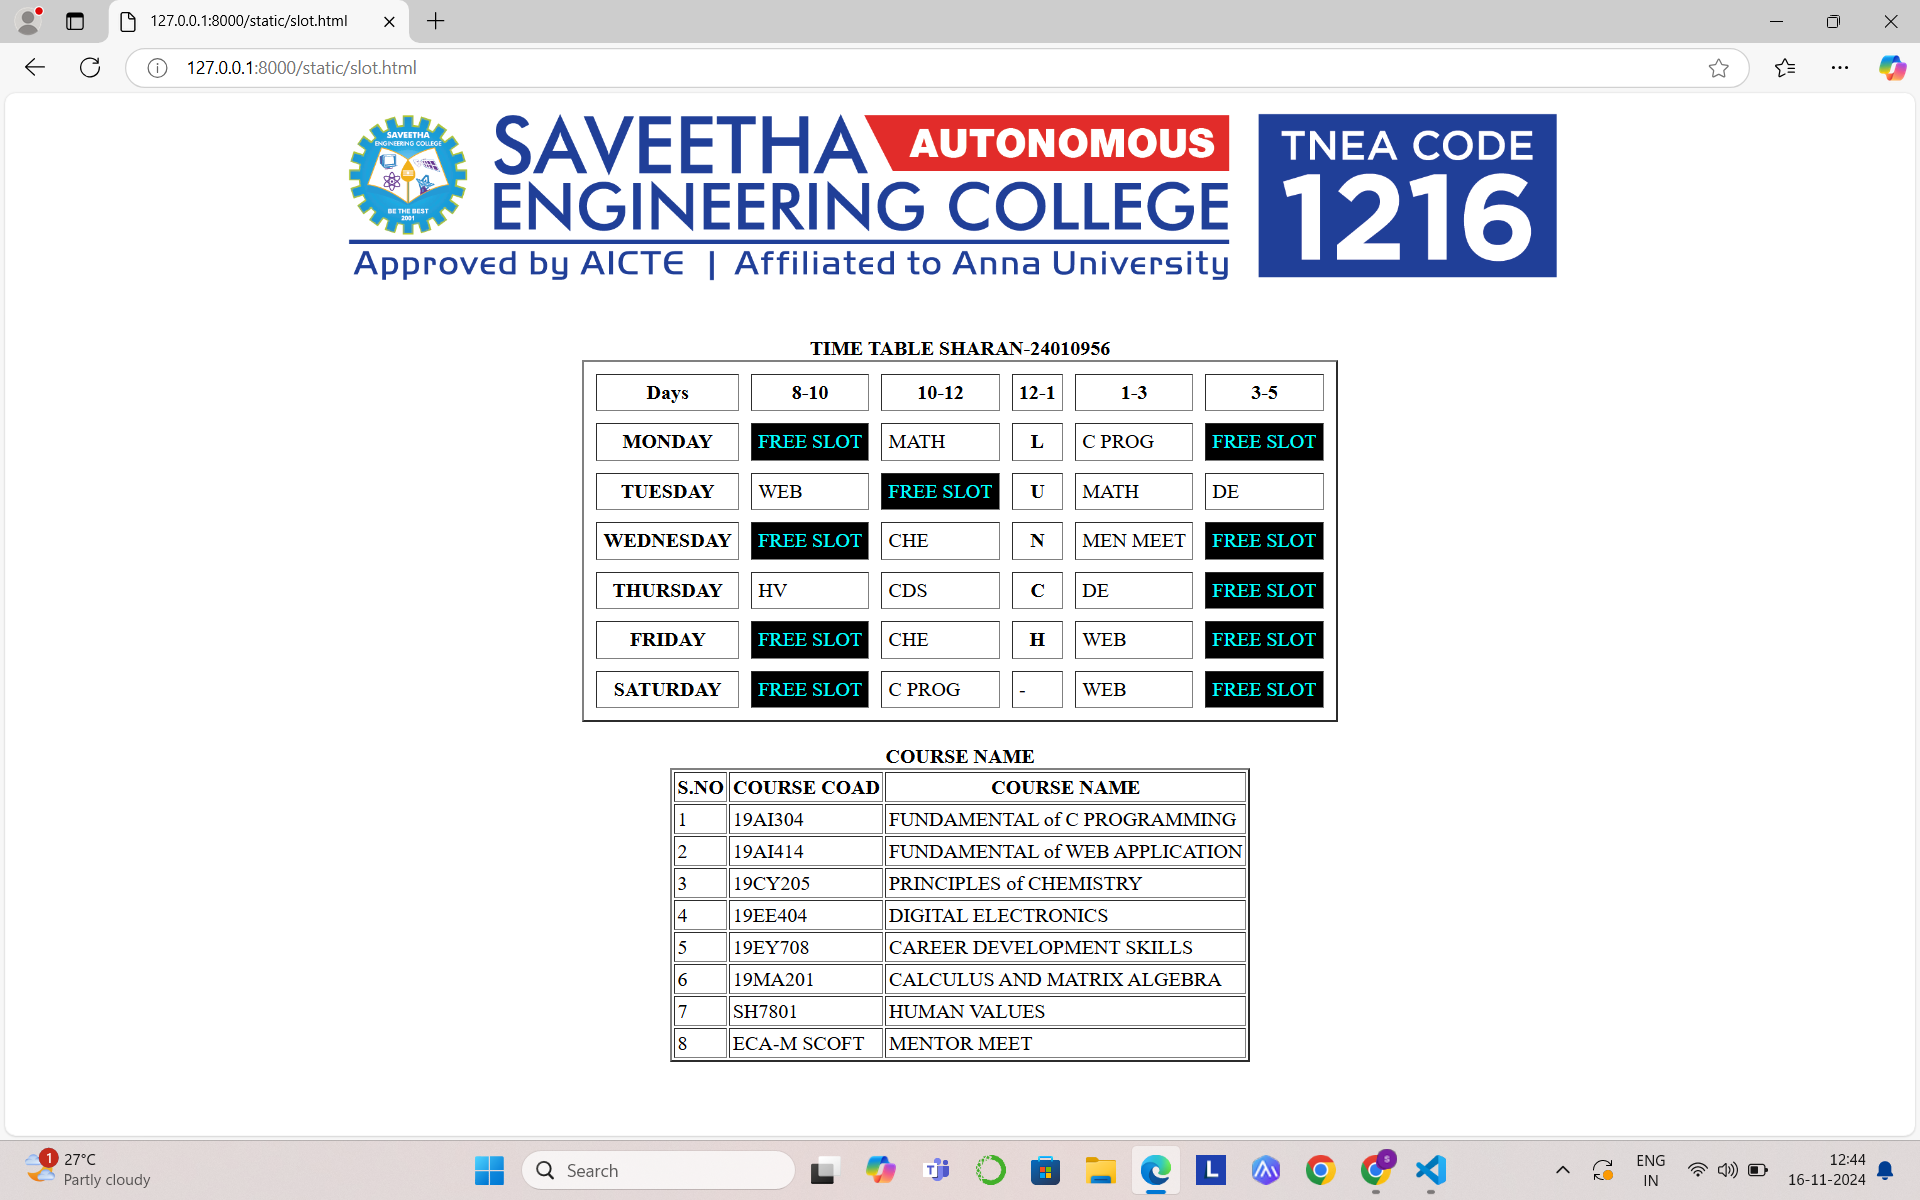 127.0.0.1:8000/static/slot.html
127.0.0.1:8000/static/slot.html
SAVEETHA
ENGINEERING COLLEGE
BE THE BEST
2001
SAVEETHA AUTONOMOUS
ENGINEERING COLLEGE
Approved by AICTE | Affiliated to Anna University
TNEA CODE
1216
TIME TABLE SHARAN-24010956
Days 8-10 10-12 12-1 1-3 3-5
MONDAY FREE SLOT MATH L C PROG FREE SLOT
TUESDAY WEB FREE SLOT U MATH DE
WEDNESDAY FREE SLOT CHE N MEN MEET FREE SLOT
THURSDAY HV CDS C DE FREE SLOT
FRIDAY FREE SLOT CHE H WEB FREE SLOT
SATURDAY FREE SLOT C PROG - WEB FREE SLOT
COURSE NAME
S.NO COURSE COAD COURSE NAME
1 19AI304 FUNDAMENTAL of C PROGRAMMING
2 19AI414 FUNDAMENTAL of WEB APPLICATION
3 19CY205 PRINCIPLES of CHEMISTRY
4 19EE404 DIGITAL ELECTRONICS
5 19EY708 CAREER DEVELOPMENT SKILLS
6 19MA201 CALCULUS AND MATRIX ALGEBRA
7 SH7801 HUMAN VALUES
8 ECA-M SCOFT MENTOR MEET
1
27°C
Partly cloudy
Search
T
L
s
ENG
IN
12:44
16-11-2024